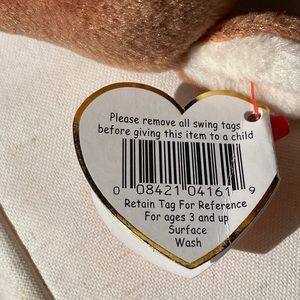 Please remove all swing tags
before giving this item to a child
0 08421 04161 9
Retain Tag For Reference
For ages 3 and up
Surface
Wash